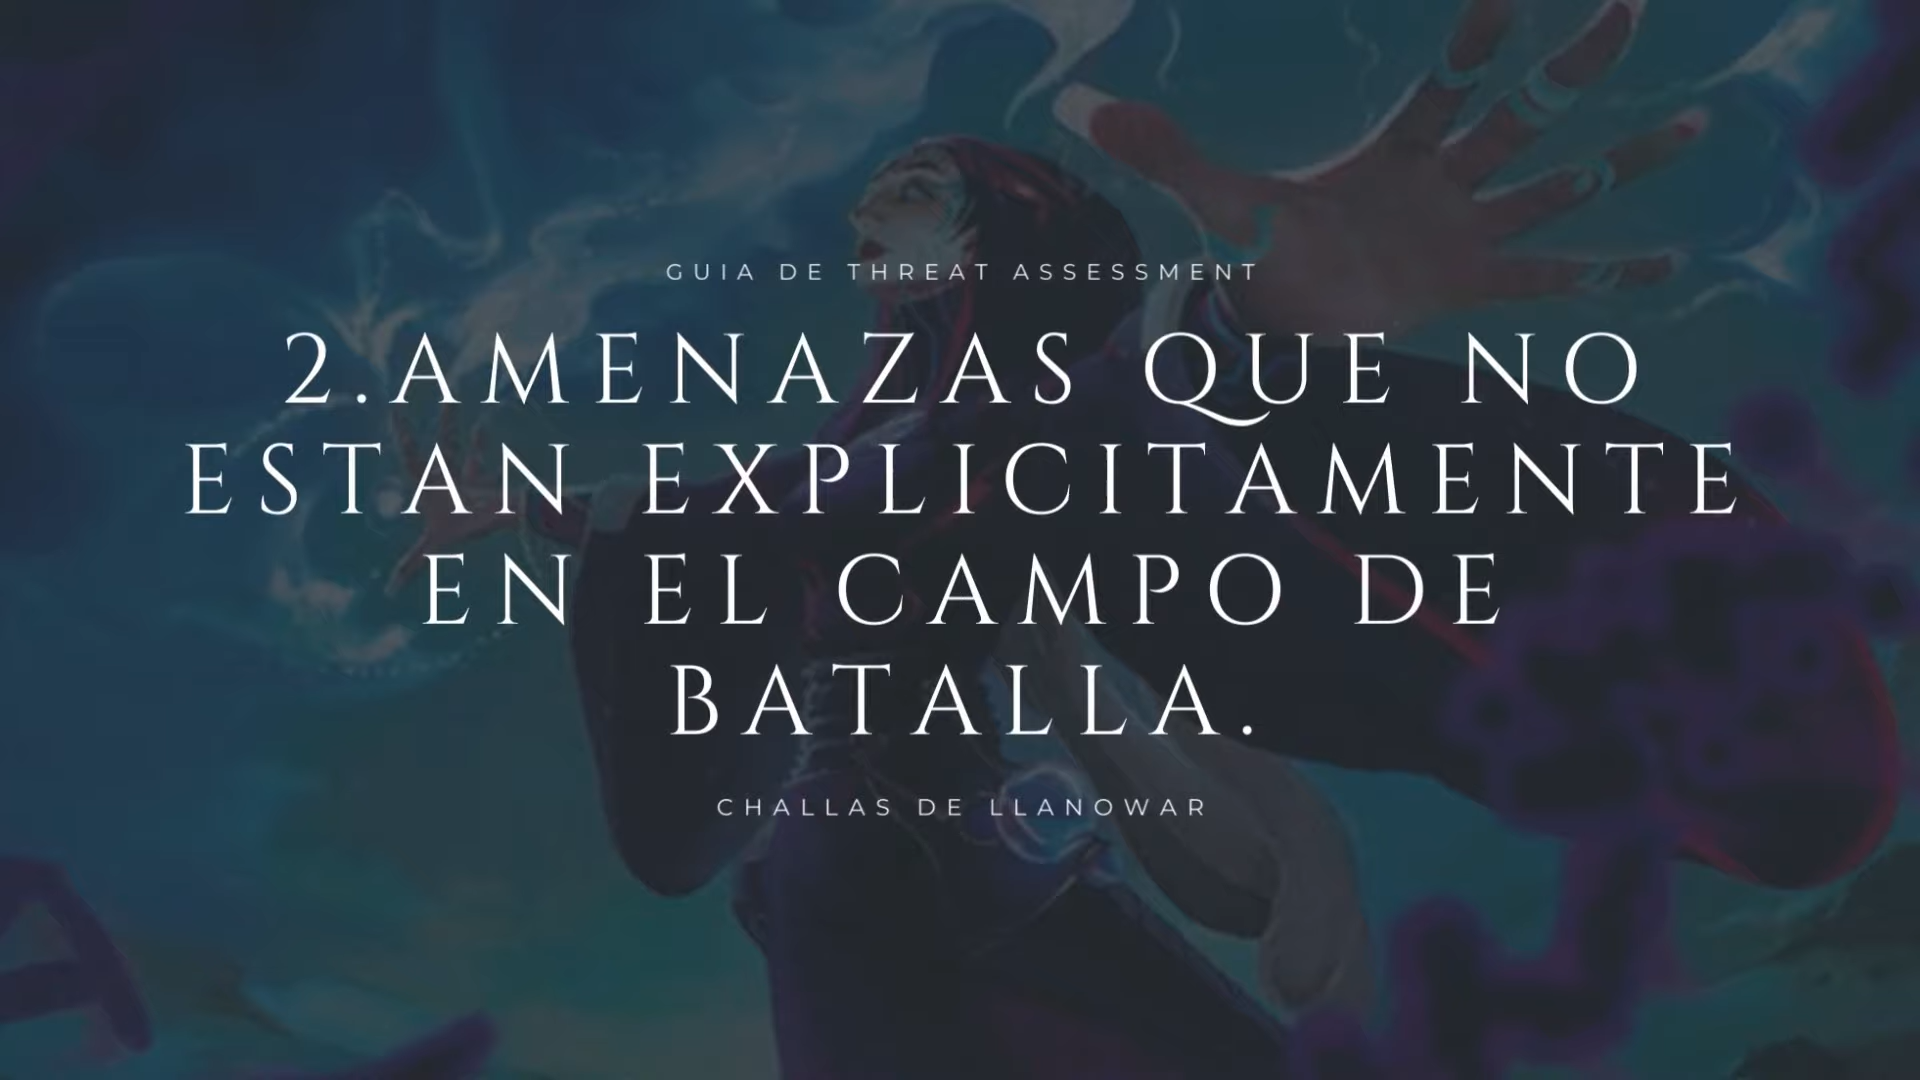 GUIA DE THREAT ASSESSMENT
2.AMENAZAS QUE NO
ESTAN EXPLICITAMENTE
EN EL CAMPO DE
BATALLA.
CHALLAS DE LLANOWAR